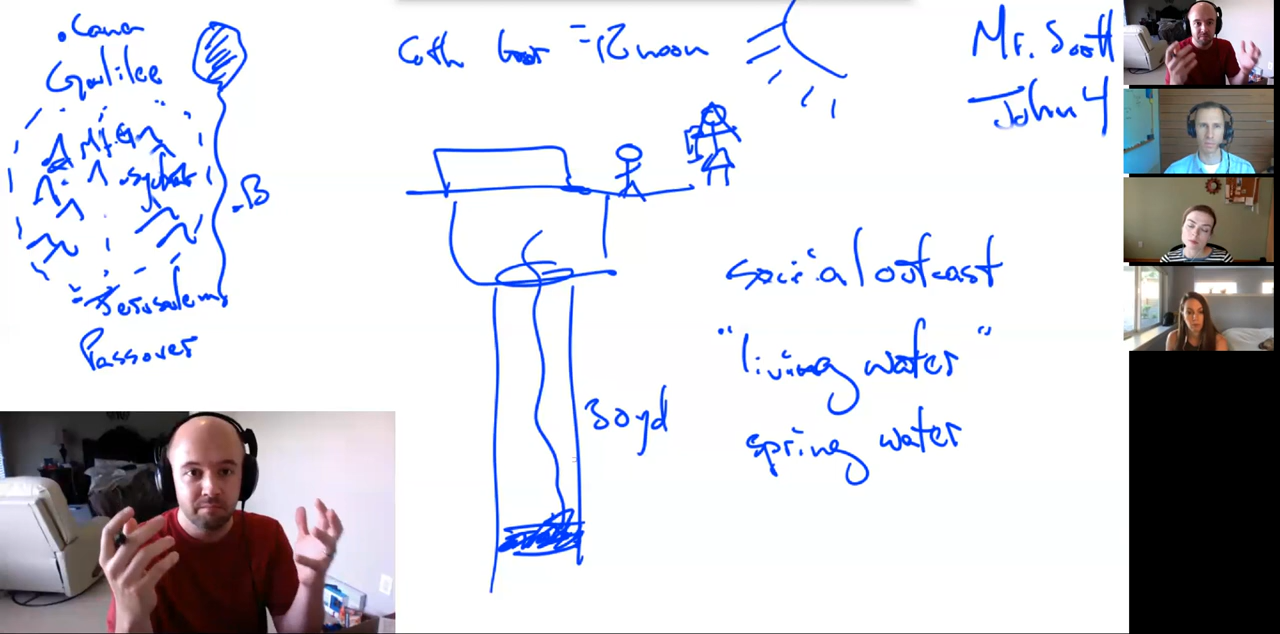 .Cana
Galilee
.B
Jerusalem
Passover
6th hour =12 noon
30yd
Mr. Scott
John 4
social outcast
"living water"
spring water